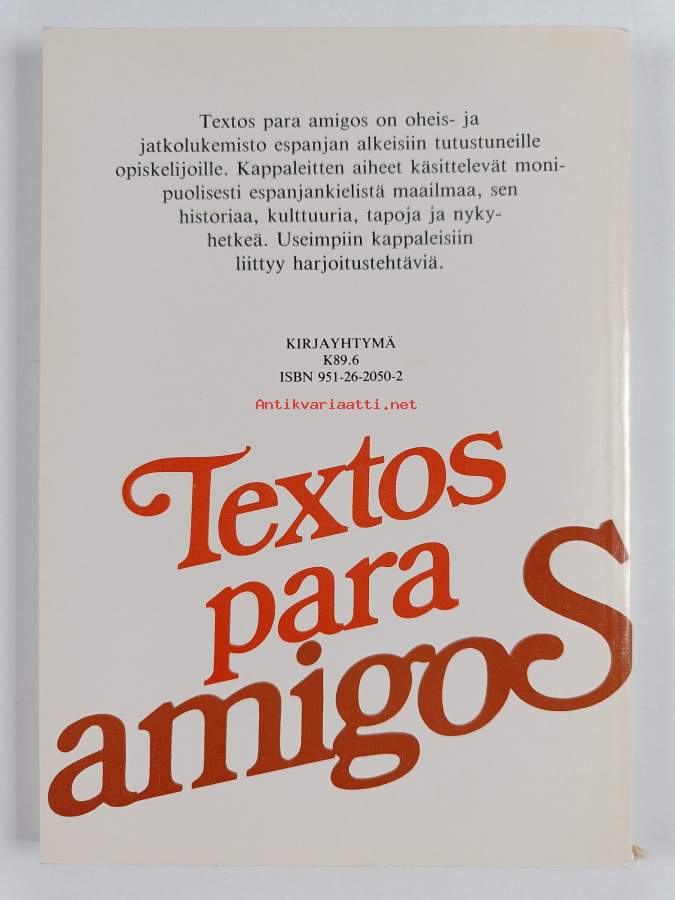 Textos para amigos on oheis- ja
jatkolukemisto espanjan alkeisiin tutustuneille
opiskelijoille. Kappaleitten aiheet käsittelevät moni-
puolisesti espanjankielistä maailmaa, sen
historiaa, kulttuuria, tapoja ja nyky-
hetkeä. Useimpiin kappaleisiin
liittyy harjoitustehtäviä.
KIRJAYHTYMÄ
K89.6
ISBN 951-26-2050-2
Antikvariaatti.net
Textos
para
amigos